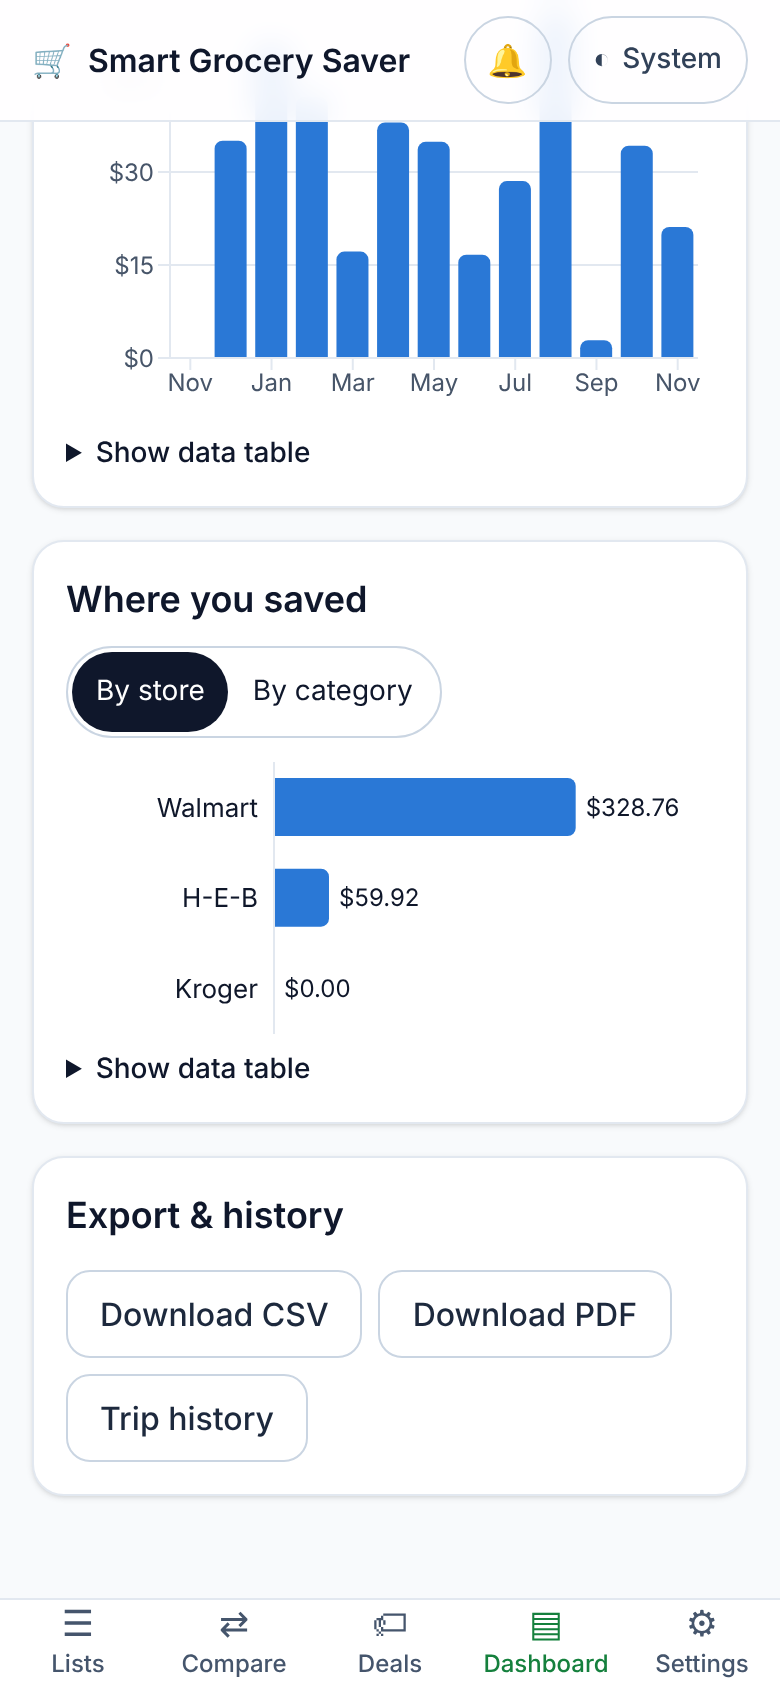 Smart Grocery Saver
System
$30
$15
$0
Nov Jan Mar May Jul Sep Nov
Show data table
Where you saved
By store By category
Walmart $328.76
H-E-B $59.92
Kroger $0.00
Show data table
Export & history
Download CSV Download PDF
Trip history
Lists Compare Deals Dashboard Settings